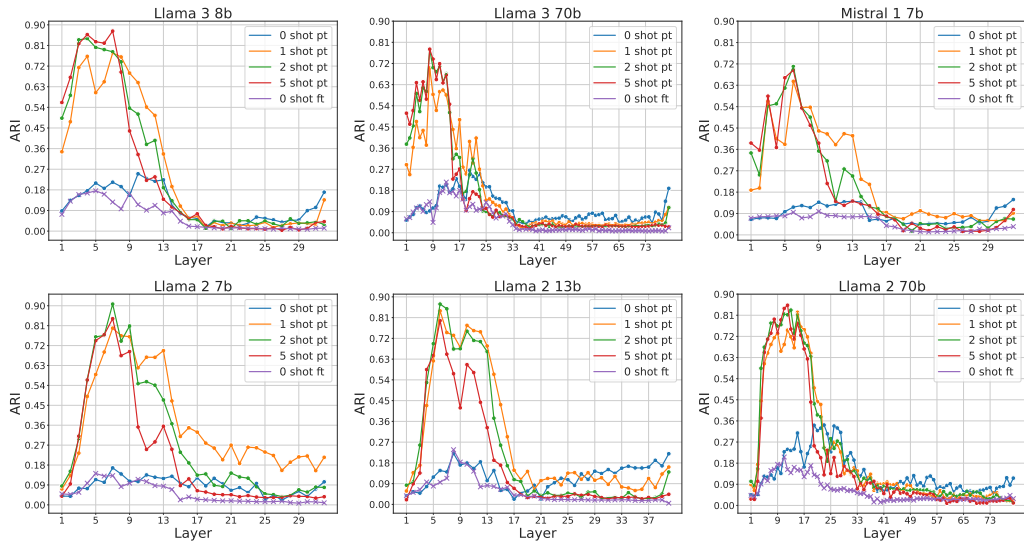 Llama 3 8b
0.90
0.81
0.72
0.63
0.54
0.45
0.36
0.27
0.18
0.09
0.00
ARI
1 5 9 13 17 21 25 29
Layer
0 shot pt
1 shot pt
2 shot pt
5 shot pt
0 shot ft
Llama 3 70b
0.90
0.81
0.72
0.63
0.54
0.45
0.36
0.27
0.18
0.09
0.00
ARI
1 9 17 25 33 41 49 57 65 73
Layer
0 shot pt
1 shot pt
2 shot pt
5 shot pt
0 shot ft
Mistral 1 7b
0.90
0.81
0.72
0.63
0.54
0.45
0.36
0.27
0.18
0.09
0.00
ARI
1 5 9 13 17 21 25 29
Layer
0 shot pt
1 shot pt
2 shot pt
5 shot pt
0 shot ft
Llama 2 7b
0.90
0.81
0.72
0.63
0.54
0.45
0.36
0.27
0.18
0.09
0.00
ARI
1 5 9 13 17 21 25 29
Layer
0 shot pt
1 shot pt
2 shot pt
5 shot pt
0 shot ft
Llama 2 13b
0.90
0.81
0.72
0.63
0.54
0.45
0.36
0.27
0.18
0.09
0.00
ARI
1 5 9 13 17 21 25 29 33 37
Layer
0 shot pt
1 shot pt
2 shot pt
5 shot pt
0 shot ft
Llama 2 70b
0.90
0.81
0.72
0.63
0.54
0.45
0.36
0.27
0.18
0.09
0.00
ARI
1 9 17 25 33 41 49 57 65 73
Layer
0 shot pt
1 shot pt
2 shot pt
5 shot pt
0 shot ft